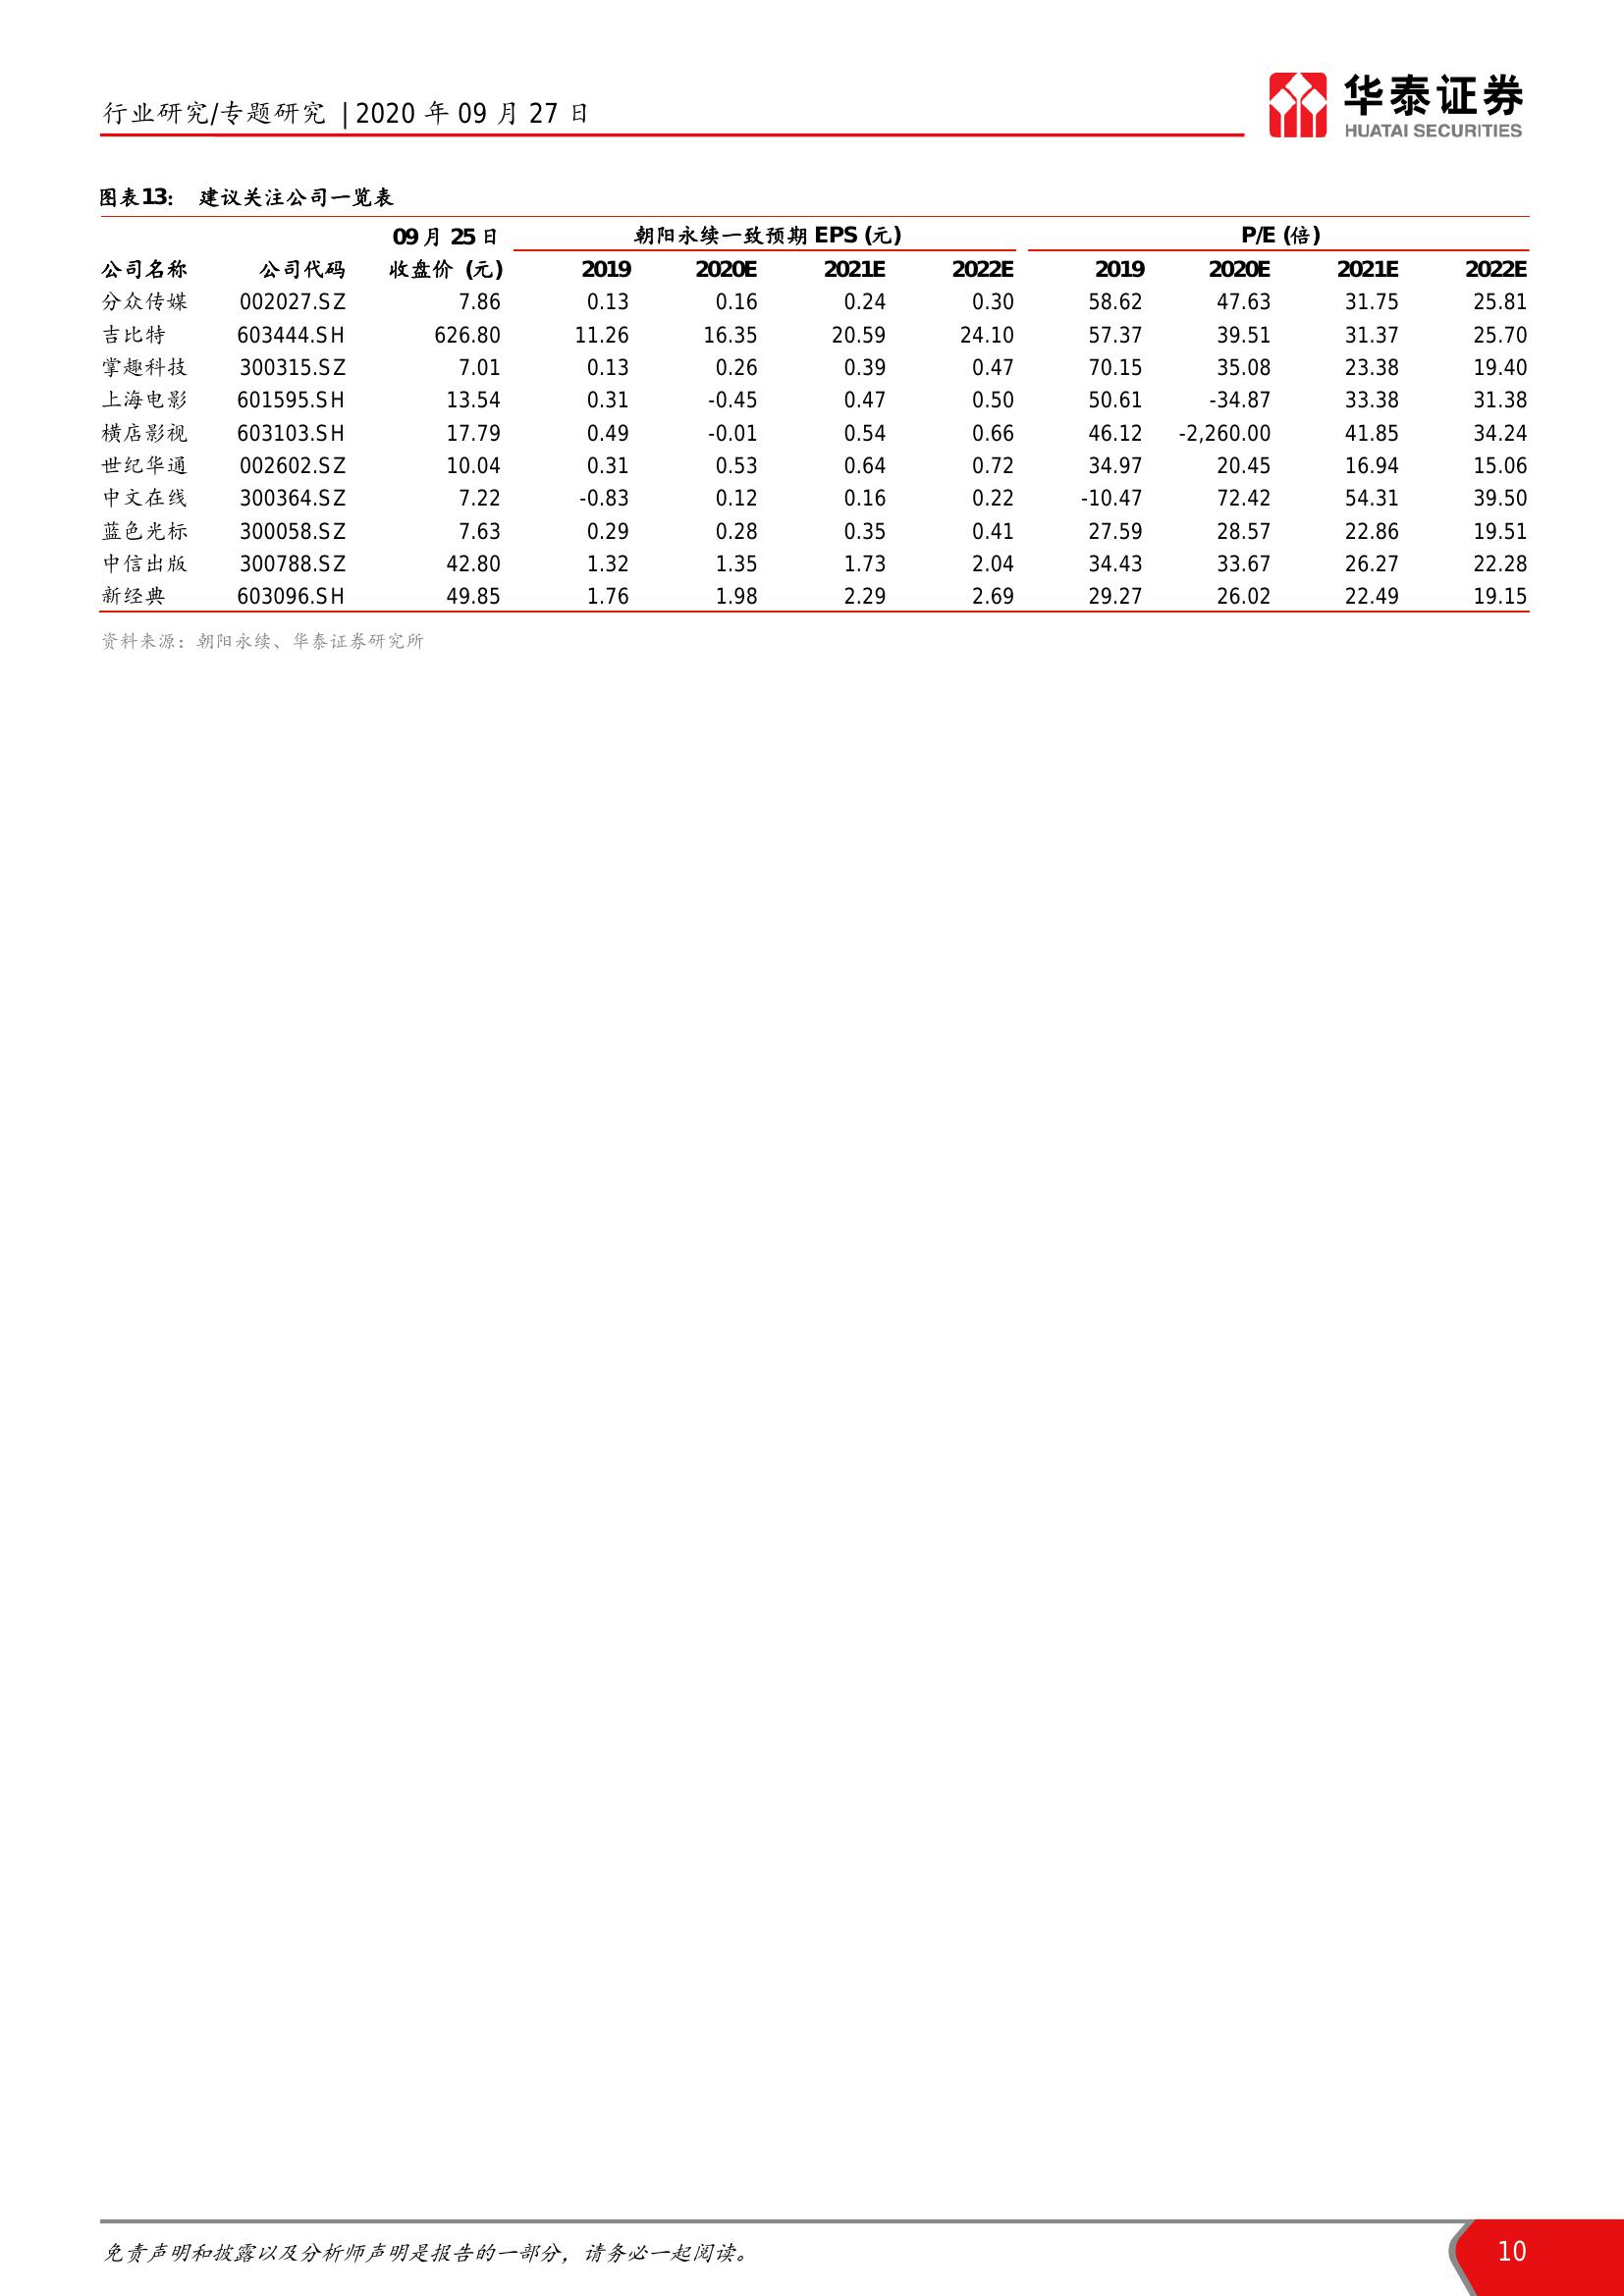 行业研究/专题研究 | 2020 年 09 月 27 日
华泰证券
HUATAI SECURITIES
图表13： 建议关注公司一览表
09 月 25 日 朝阳永续一致预期 EPS (元) P/E (倍)
公司名称 公司代码 收盘价 (元) 2019 2020E 2021E 2022E 2019 2020E 2021E 2022E
分众传媒 002027.SZ 7.86 0.13 0.16 0.24 0.30 58.62 47.63 31.75 25.81
吉比特 603444.SH 626.80 11.26 16.35 20.59 24.10 57.37 39.51 31.37 25.70
掌趣科技 300315.SZ 7.01 0.13 0.26 0.39 0.47 70.15 35.08 23.38 19.40
上海电影 601595.SH 13.54 0.31 -0.45 0.47 0.50 50.61 -34.87 33.38 31.38
横店影视 603103.SH 17.79 0.49 -0.01 0.54 0.66 46.12 -2,260.00 41.85 34.24
世纪华通 002602.SZ 10.04 0.31 0.53 0.64 0.72 34.97 20.45 16.94 15.06
中文在线 300364.SZ 7.22 -0.83 0.12 0.16 0.22 -10.47 72.42 54.31 39.50
蓝色光标 300058.SZ 7.63 0.29 0.28 0.35 0.41 27.59 28.57 22.86 19.51
中信出版 300788.SZ 42.80 1.32 1.35 1.73 2.04 34.43 33.67 26.27 22.28
新经典 603096.SH 49.85 1.76 1.98 2.29 2.69 29.27 26.02 22.49 19.15
资料来源：朝阳永续、华泰证券研究所
免责声明和披露以及分析师声明是报告的一部分，请务必一起阅读。
10